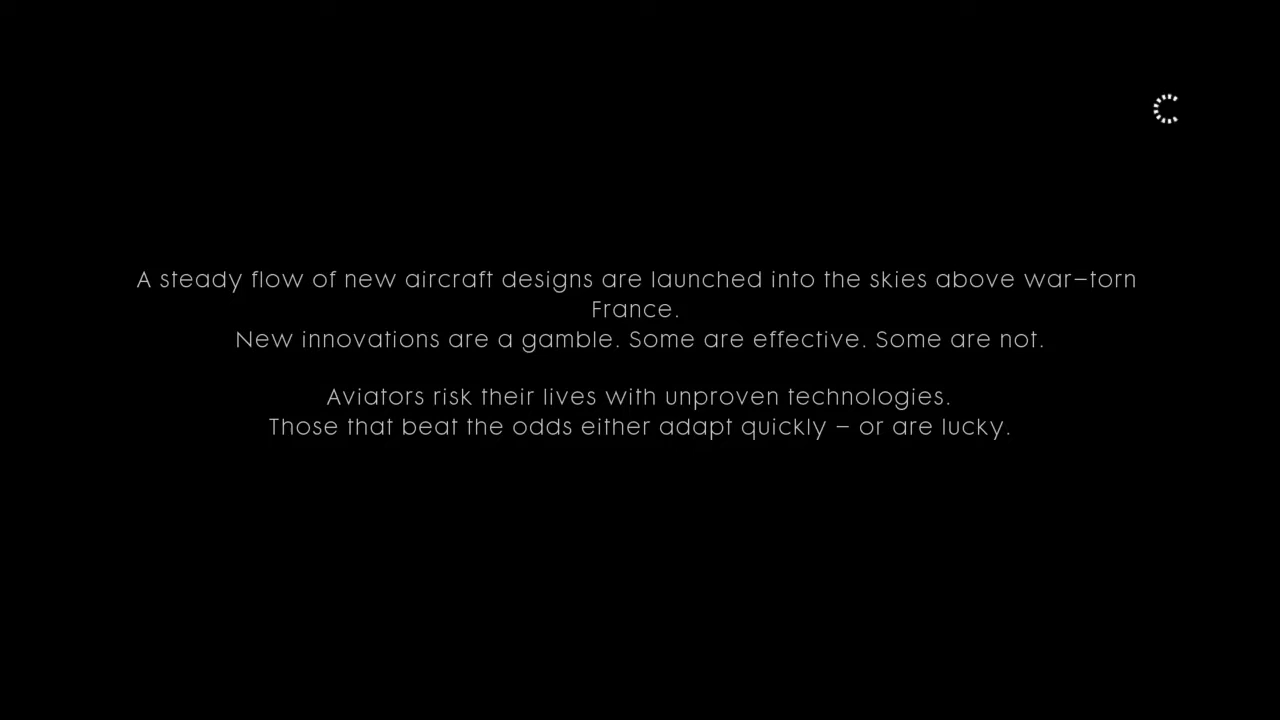 A steady flow of new aircraft designs are launched into the skies above war–torn
France.
New innovations are a gamble. Some are effective. Some are not.
Aviators risk their lives with unproven technologies.
Those that beat the odds either adapt quickly – or are lucky.